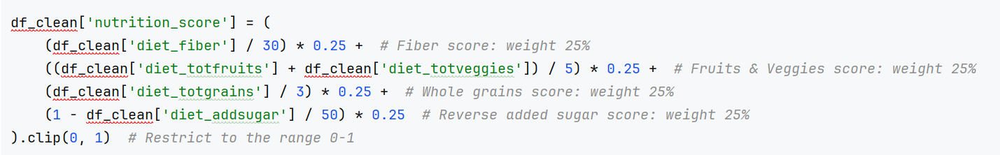 df_clean['nutrition_score'] = (
    (df_clean['diet_fiber'] / 30) * 0.25 +  # Fiber score: weight 25%
    ((df_clean['diet_totfruits'] + df_clean['diet_totveggies']) / 5) * 0.25 +  # Fruits & Veggies score: weight 25%
    (df_clean['diet_totgrains'] / 3) * 0.25 +  # Whole grains score: weight 25%
    (1 - df_clean['diet_addsugar'] / 50) * 0.25  # Reverse added sugar score: weight 25%
).clip(0, 1)  # Restrict to the range 0-1